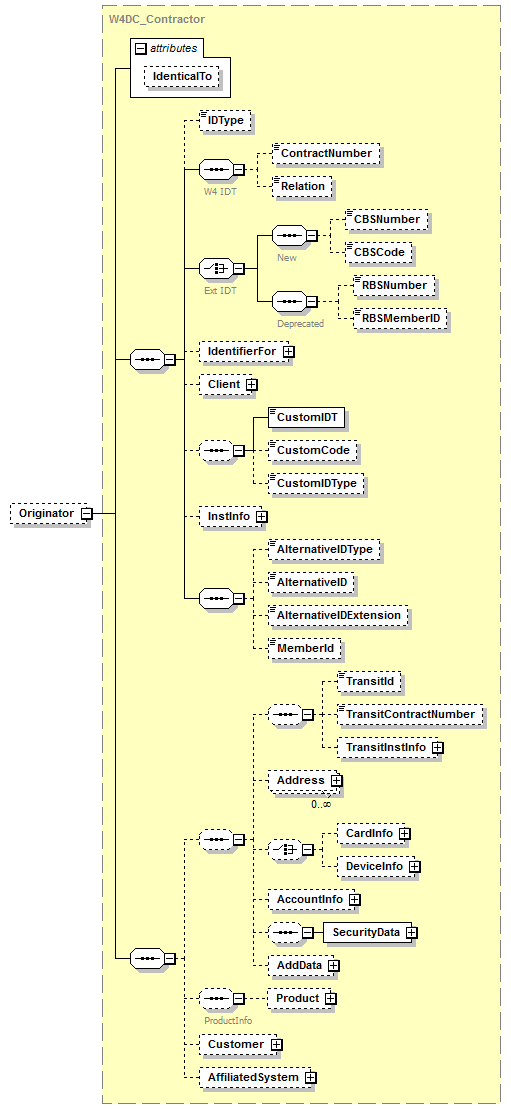 W4DC_Contractor
attributes
IdenticalTo
IDType
ContractNumber
W4 IDT
Relation
CBSNumber
New
CBSCode
Ext IDT
RBSNumber
Deprecated
RBSMemberID
IdentifierFor
Client
CustomIDT
CustomCode
CustomIDType
Originator
InstInfo
AlternativeIDType
AlternativeID
AlternativeIDExtension
MemberId
TransitId
TransitContractNumber
TransitInstInfo
Address
0..∞
CardInfo
DeviceInfo
AccountInfo
SecurityData
AddData
Product
ProductInfo
Customer
AffiliatedSystem